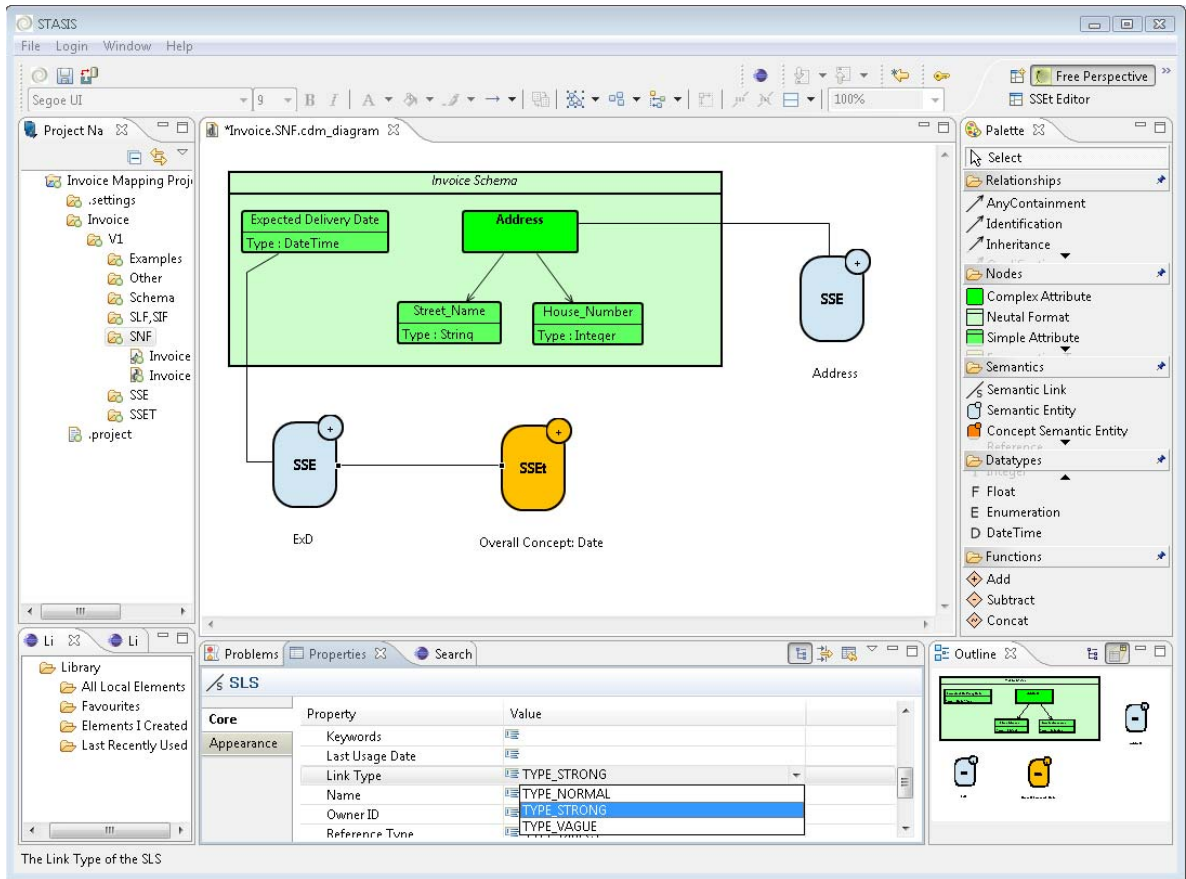 STASIS
File Login Window Help
Free Perspective
Segoe UI 9 B I A 100% SSEt Editor
Project Na
Invoice Mapping Proj
.settings
Invoice
V1
Examples
Other
Schema
SLF,SIF
SNF
Invoice
Invoice
SSE
SSET
.project
*Invoice.SNF.cdm_diagram
Invoice Schema
Expected Delivery Date
Type : DateTime
Address
Street_Name
Type : String
House_Number
Type : Integer
SSE
Address
SSE
ExD
SSEt
Overall Concept: Date
Palette
Select
Relationships
AnyContainment
Identification
Inheritance
Nodes
Complex Attribute
Neutal Format
Simple Attribute
Semantics
Semantic Link
Semantic Entity
Concept Semantic Entity
Reference
Datatypes
Integer
F Float
E Enumeration
D DateTime
Functions
Add
Subtract
Concat
Li Li
Library
All Local Elements
Favourites
Elements I Created
Last Recently Used
Problems Properties Search
SLS
Core
Appearance
Property Value
Keywords
Last Usage Date
Link Type TYPE_STRONG
Name TYPE_NORMAL
Owner ID TYPE_STRONG
Reference Type TYPE_VAGUE
Outline
The Link Type of the SLS